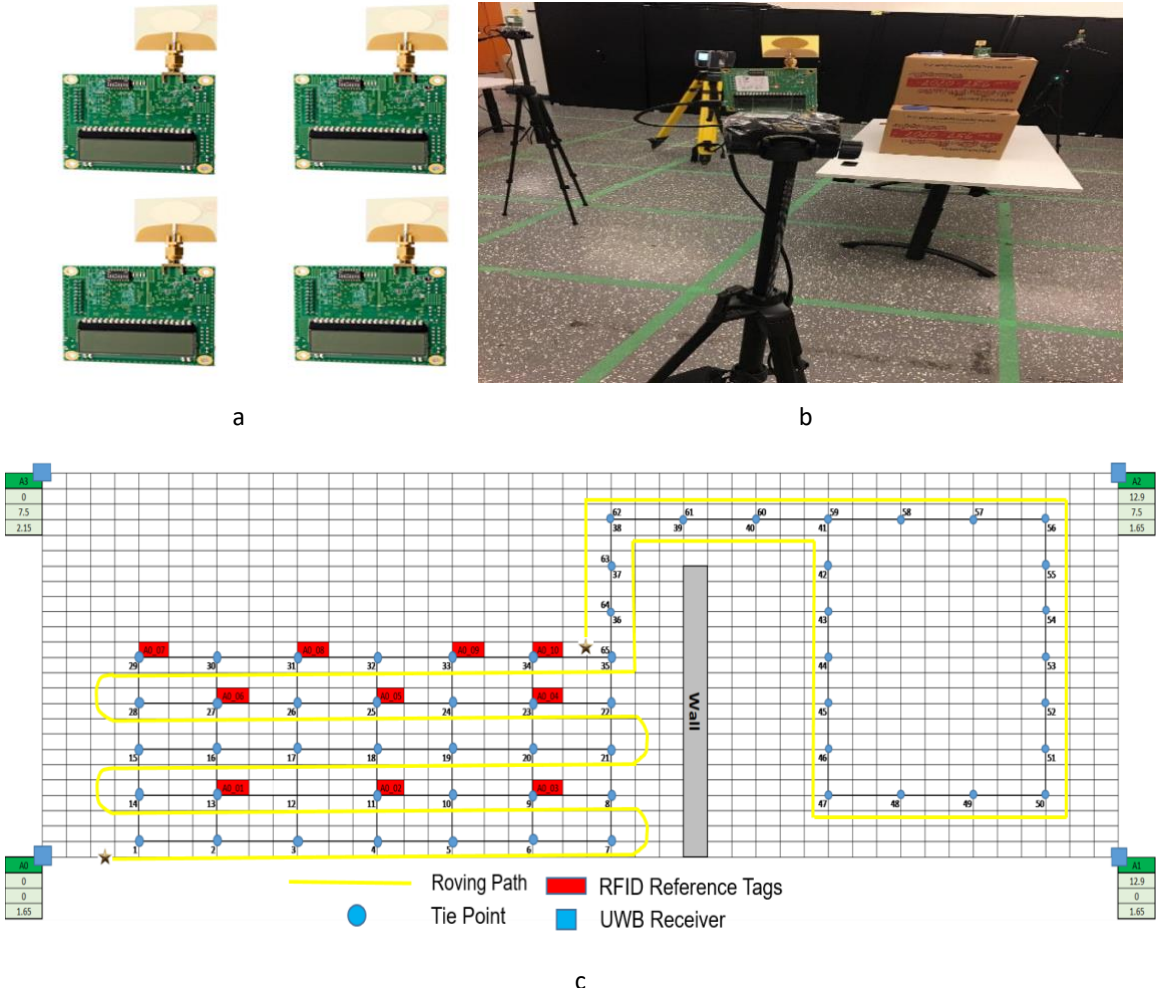 a
b
A3
0
7.5
2.15
A2
12.9
7.5
1.65
62 61 60 59 58 57
38 39 40 41 56
63
37 42 55
64
36 43 54
A0_07 A0_08 A0_09 A0_10 65
29 30 31 32 33 34 35 44 53
A0_06 A0_05 A0_04
28 27 26 25 24 23 22 45 52
Wall
15 16 17 18 19 20 21 46 51
A0_01 A0_02 A0_03
14 13 12 11 10 9 8 47 48 49 50
1 2 3 4 5 6 7
A0
0
0
1.65
A1
12.9
0
1.65
Roving Path RFID Reference Tags
Tie Point UWB Receiver
c